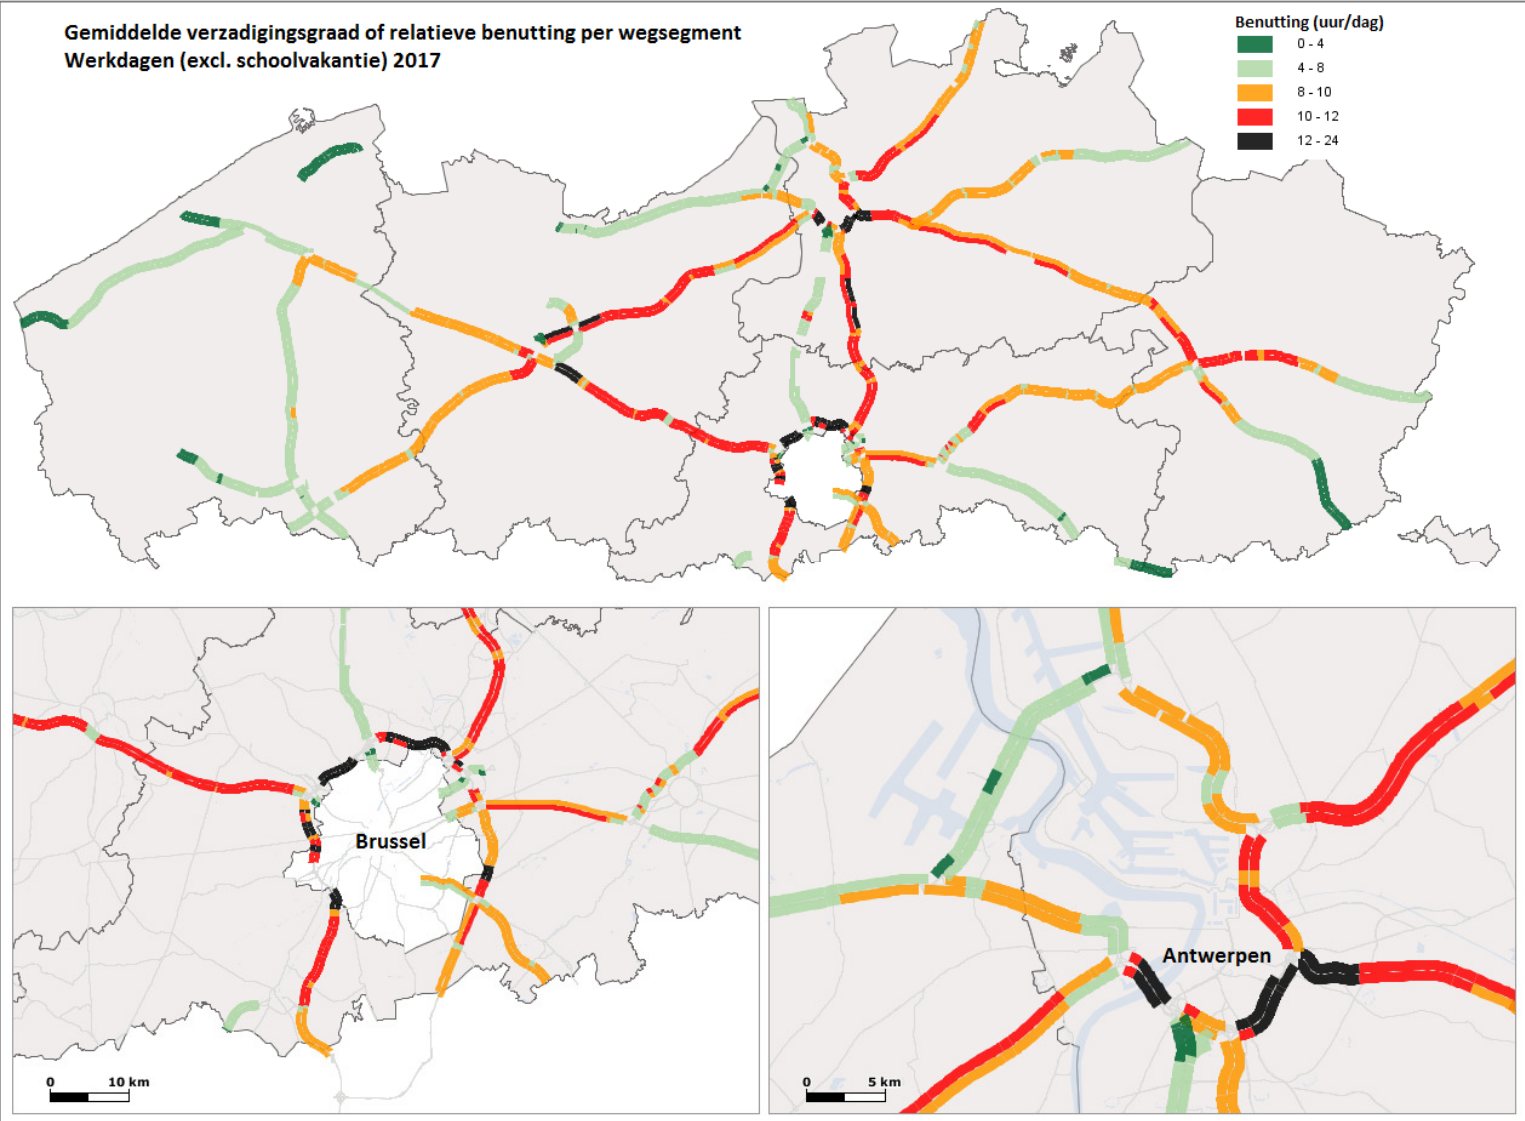 Gemiddelde verzadigingsgraad of relatieve benutting per wegsegment
Werkdagen (excl. schoolvakantie) 2017
Benutting (uur/dag)
0 - 4
4 - 8
8 - 10
10 - 12
12 - 24
Brussel
0 10 km
Antwerpen
0 5 km